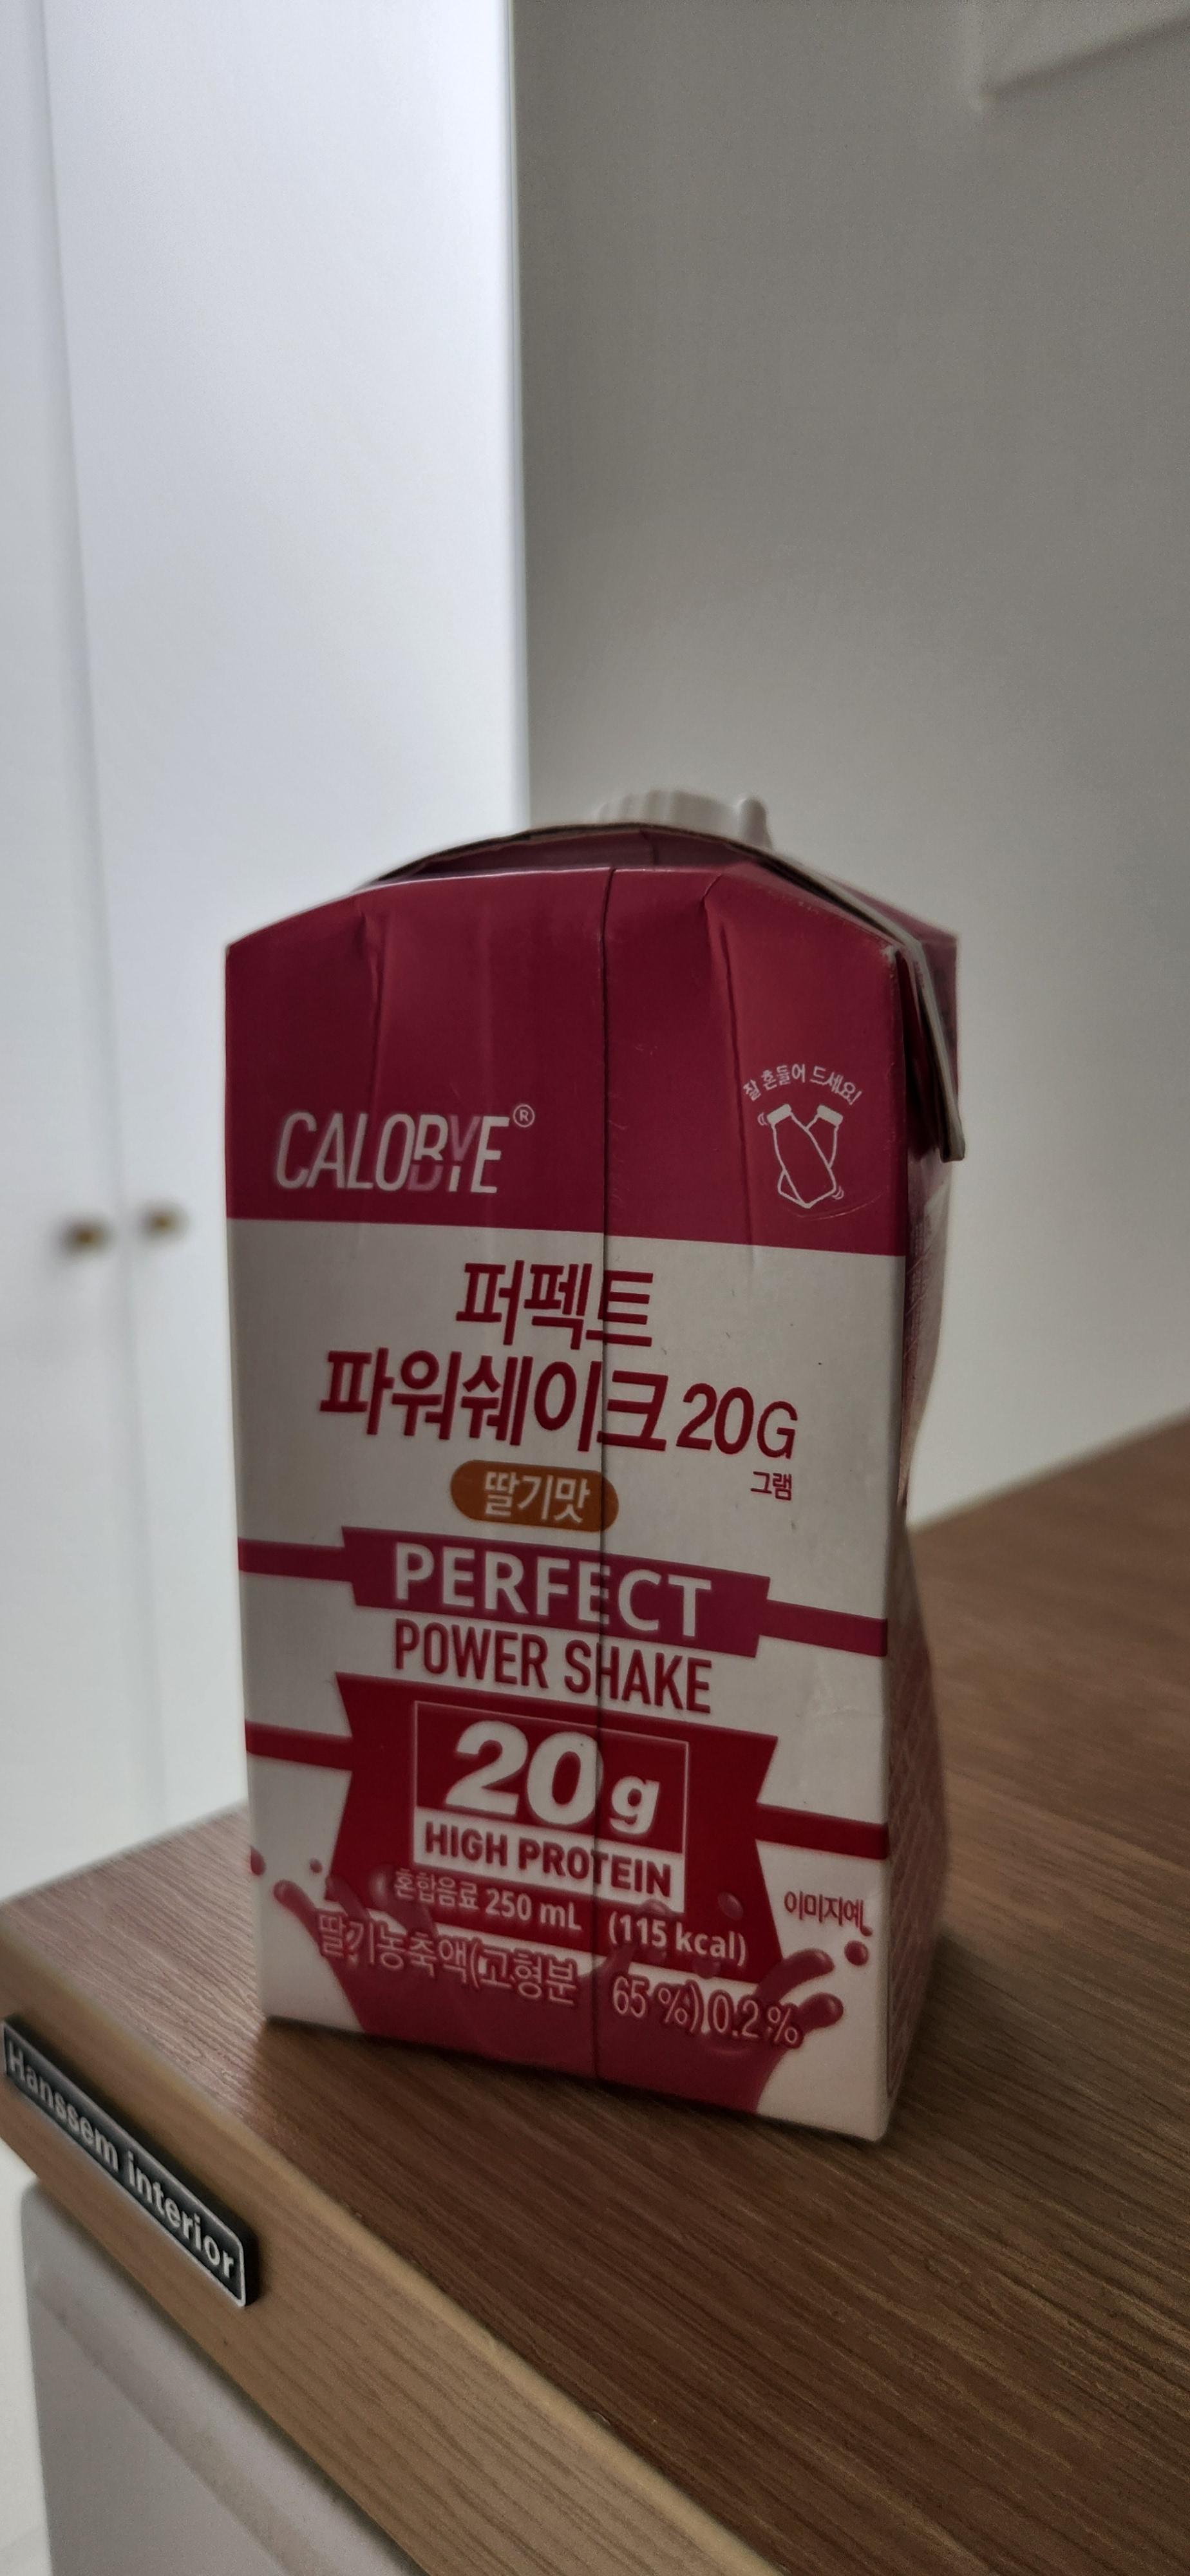 CALOBYE®
잘 흔들어 드세요!
퍼펙트
파워쉐이크 20G
그램
딸기맛
PERFECT
POWER SHAKE
20g
HIGH PROTEIN
혼합음료 250 mL (115 kcal)
이미지예
딸기농축액(고형분 65 %) 0.2 %
Hanssem interior